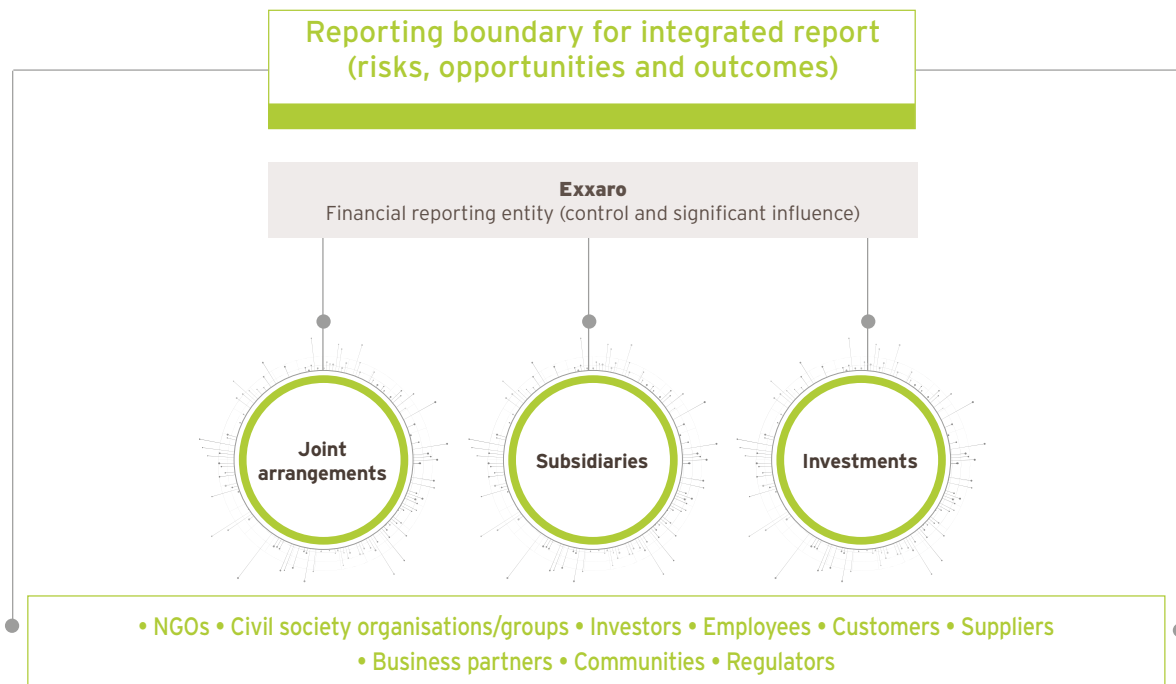 Reporting boundary for integrated report
(risks, opportunities and outcomes)
Exxaro
Financial reporting entity (control and significant influence)
Joint
arrangements
Subsidiaries
Investments
• NGOs • Civil society organisations/groups • Investors • Employees • Customers • Suppliers
• Business partners • Communities • Regulators